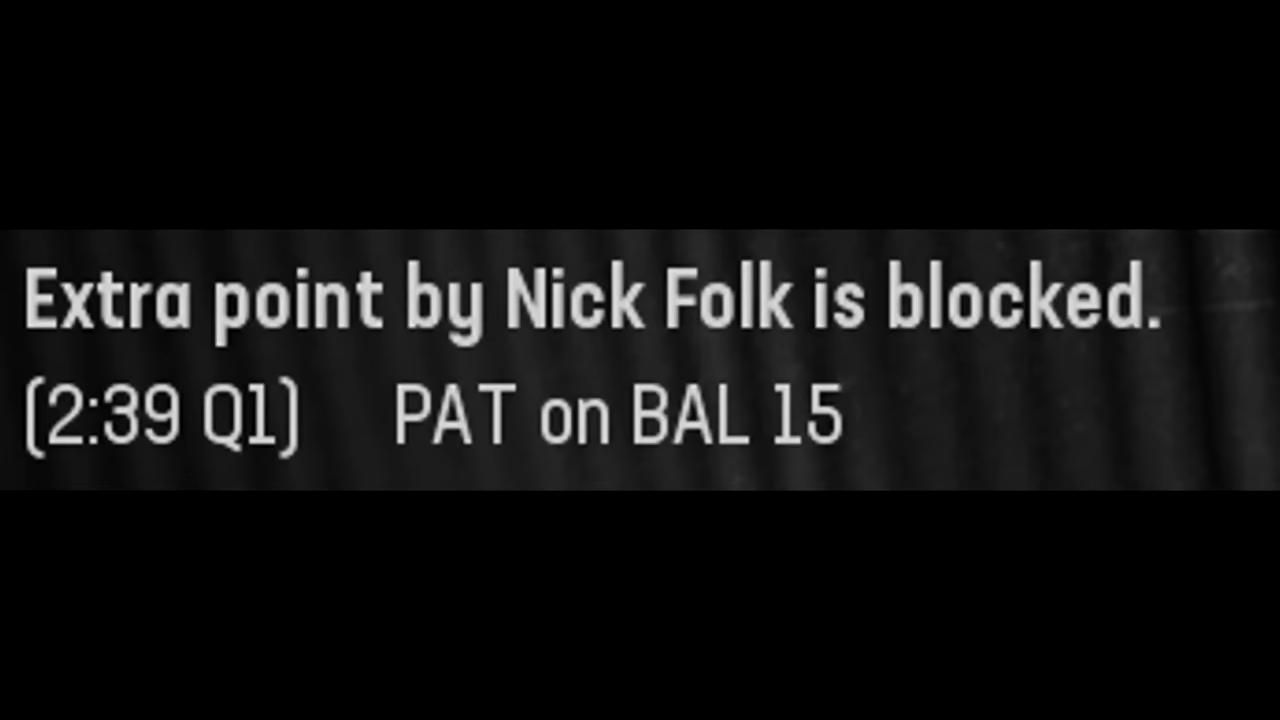 Extra point by Nick Folk is blocked.
(2:39 Q1) PAT on BAL 15